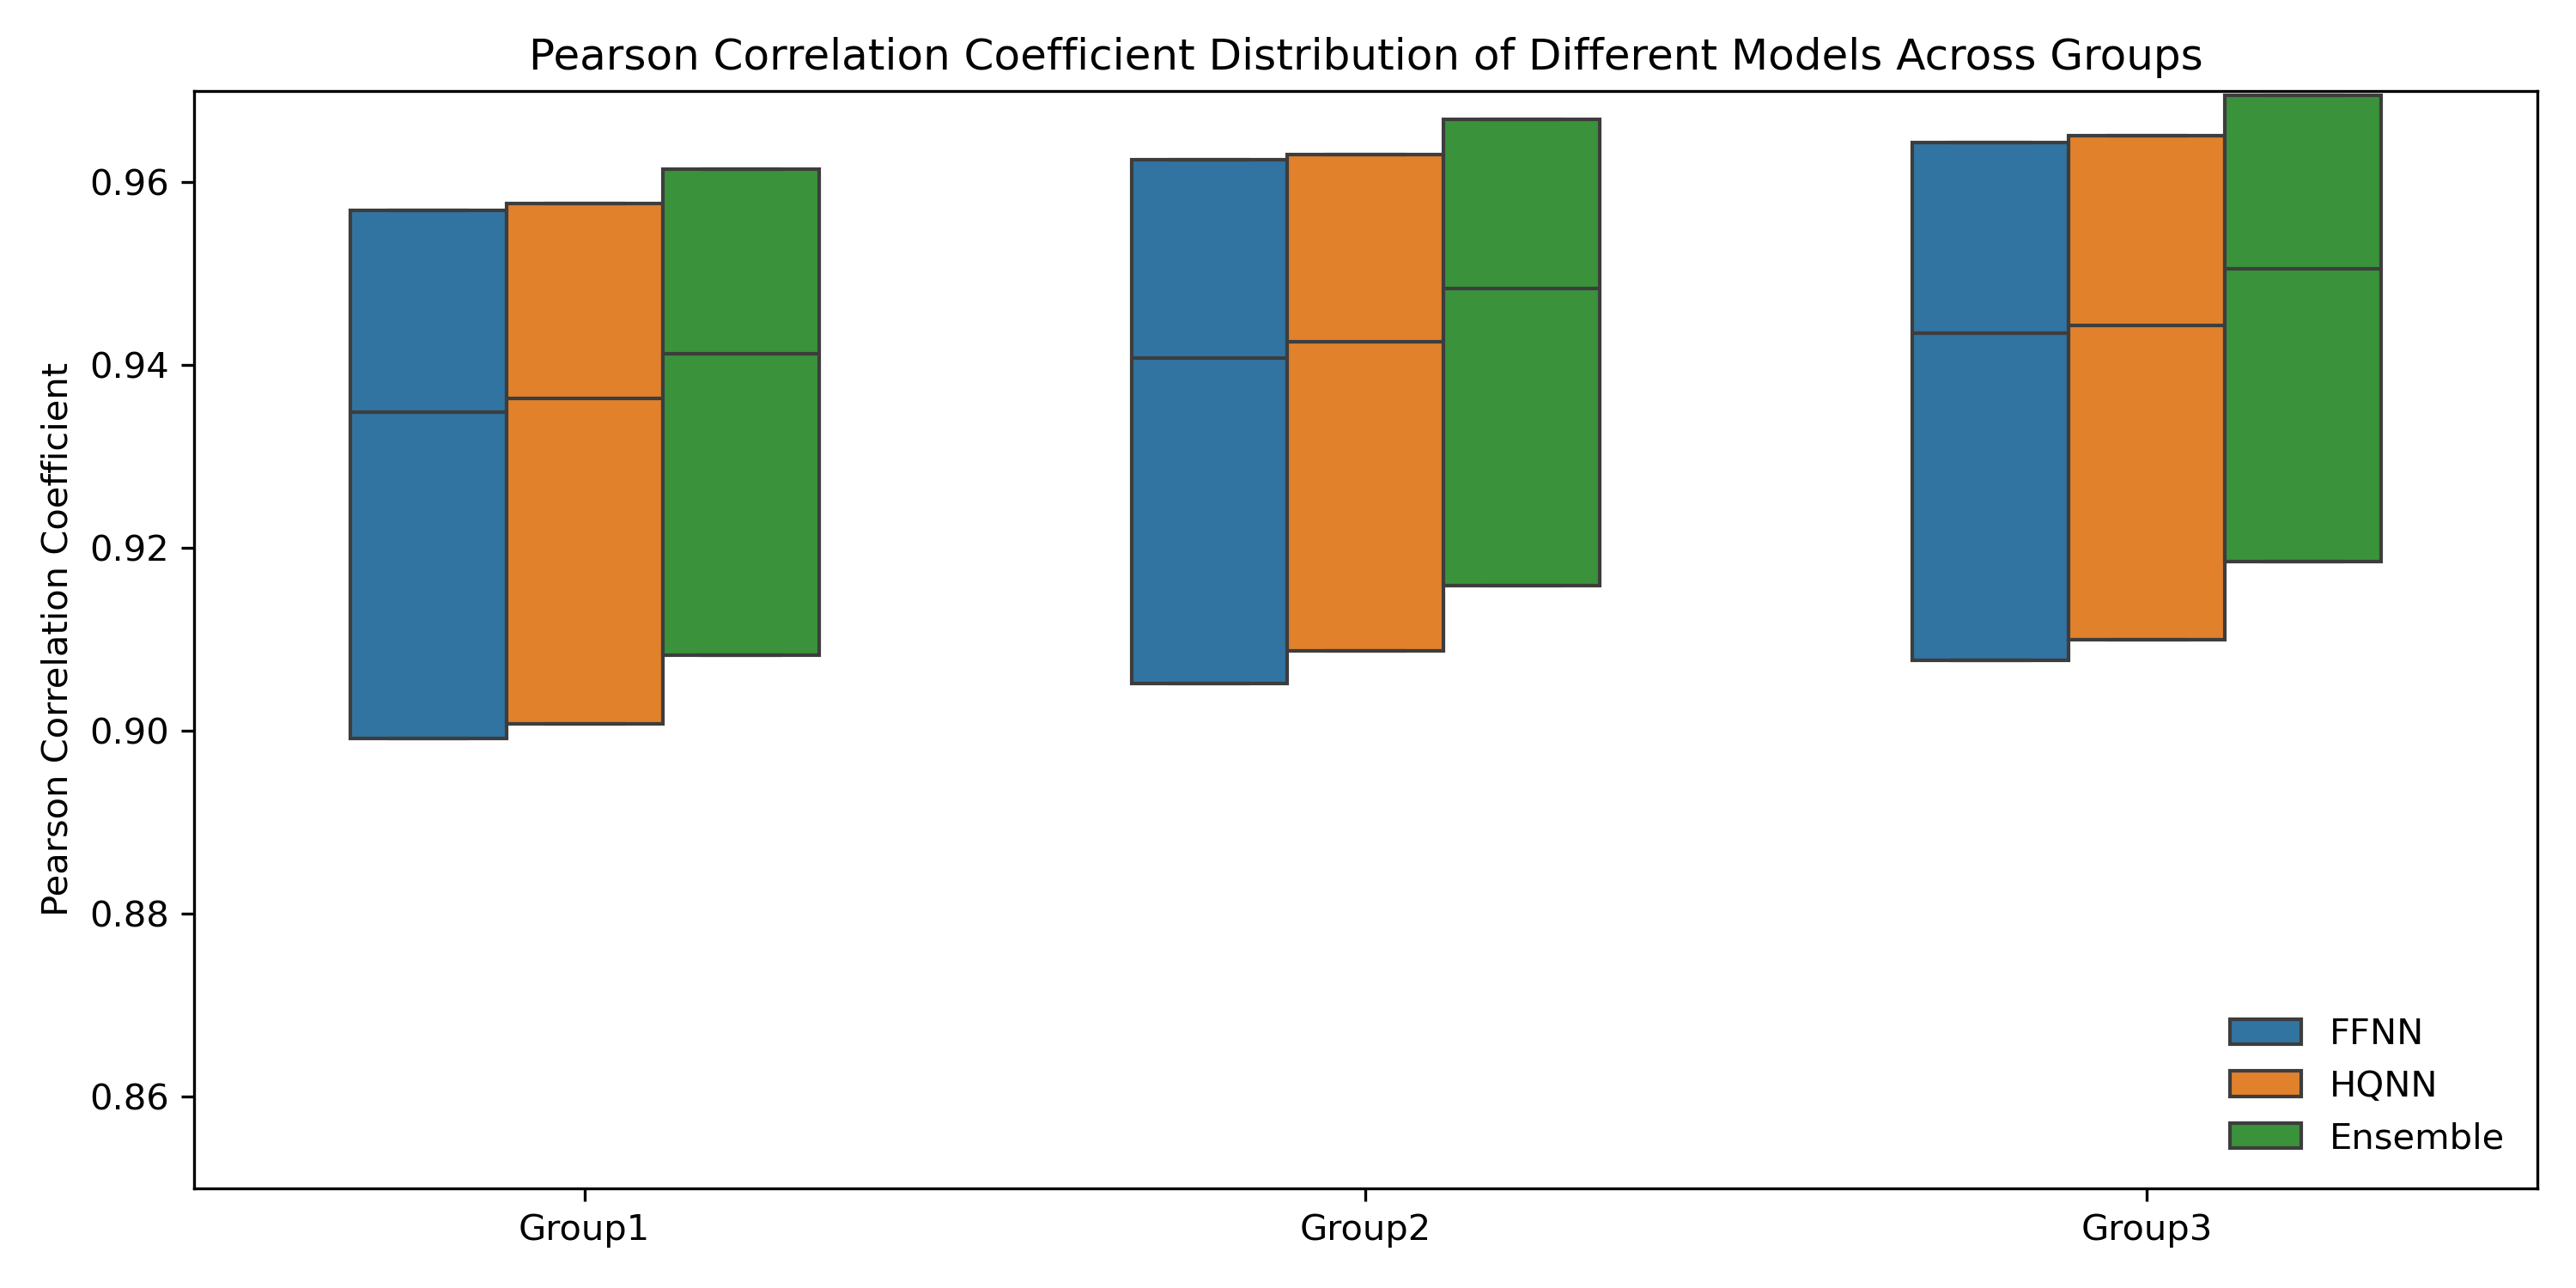 Pearson Correlation Coefficient Distribution of Different Models Across Groups
Pearson Correlation Coefficient
0.96
0.94
0.92
0.90
0.88
0.86
Group1
Group2
Group3
FFNN
HQNN
Ensemble